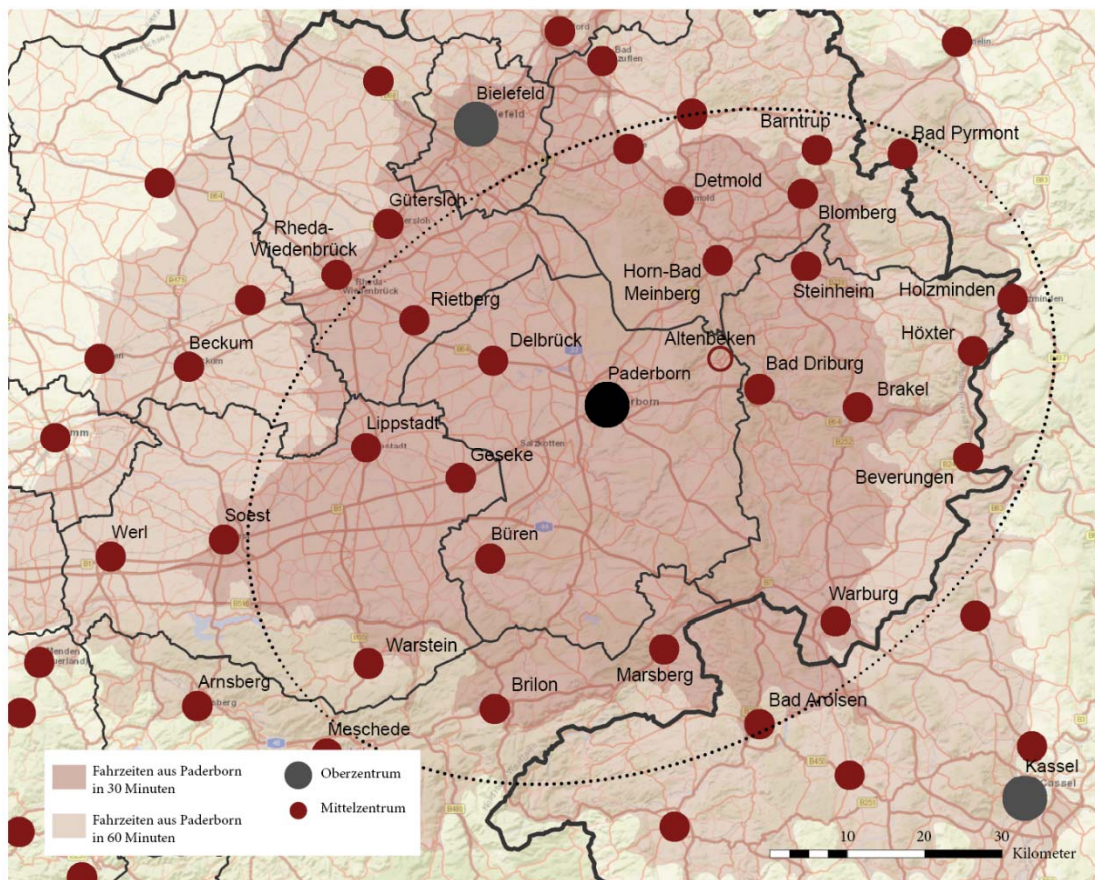 Bielefeld
Barntrup
Bad Pyrmont
Detmold
Gütersloh
Blomberg
Rheda-
Wiedenbrück
Horn-Bad
Meinberg
Steinheim
Holzminden
Rietberg
Höxter
Altenbeken
Delbrück
Beckum
Bad Driburg
Paderborn
Brakel
Lippstadt
Salzkotten
Geseke
Beverungen
Soest
Werl
Büren
Warburg
Warstein
Marsberg
Arnsberg
Brilon
Bad Arolsen
Meschede
Kassel
Fahrzeiten aus Paderborn
in 30 Minuten
Oberzentrum
Mittelzentrum
Fahrzeiten aus Paderborn
in 60 Minuten
10
20
30
Kilometer